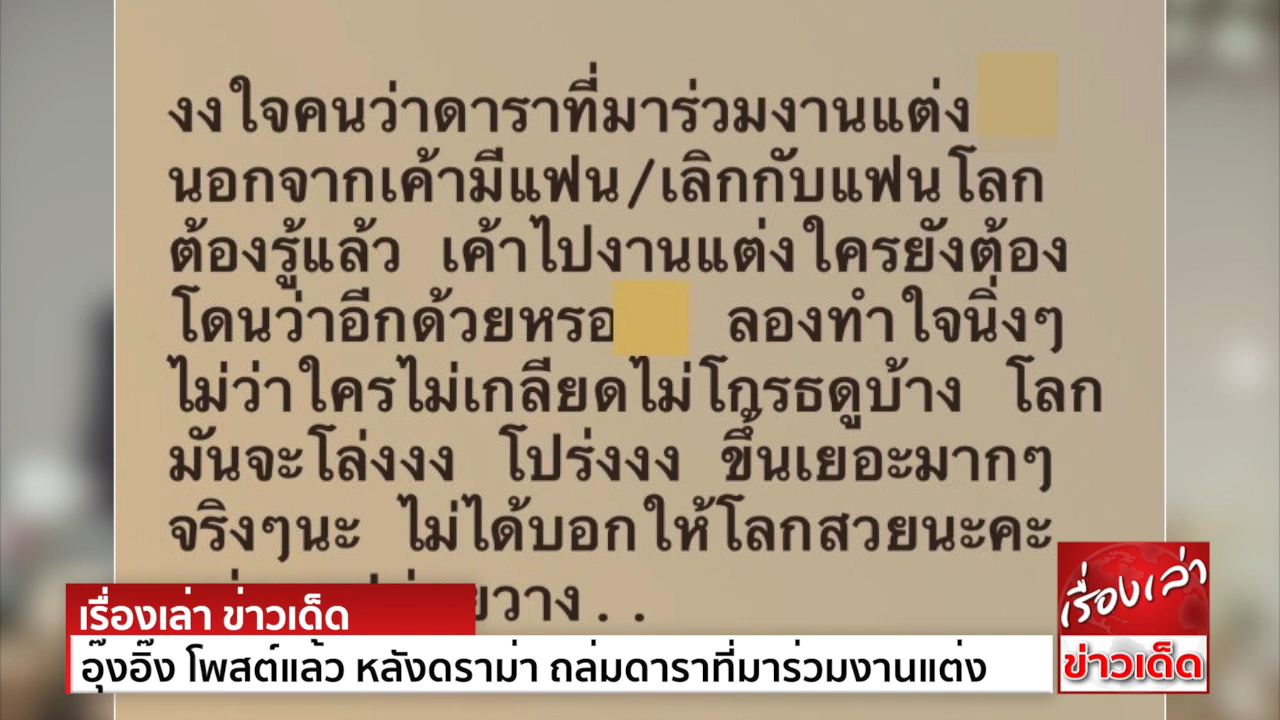 งงใจคนว่าดาราที่มาร่วมงานแต่ง
นอกจากเค้ามีแฟน/เลิกกับแฟนโลก
ต้องรู้แล้ว เค้าไปงานแต่งใครยังต้อง
โดนว่าอีกด้วยหรอ ลองทำใจนิ่งๆ
ไม่ว่าใครไม่เกลียดไม่โกรธดูบ้าง โลก
มันจะโล่งงง โปร่งงง ขึ้นเยอะมากๆ
จริงๆนะ ไม่ได้บอกให้โลกสวยนะคะ
วาง..
เรื่องเล่า ข่าวเด็ด
อุ๊งอิ๊ง โพสต์แล้ว หลังดราม่า ถล่มดาราที่มาร่วมงานแต่ง
เรื่องเล่า
ข่าวเด็ด